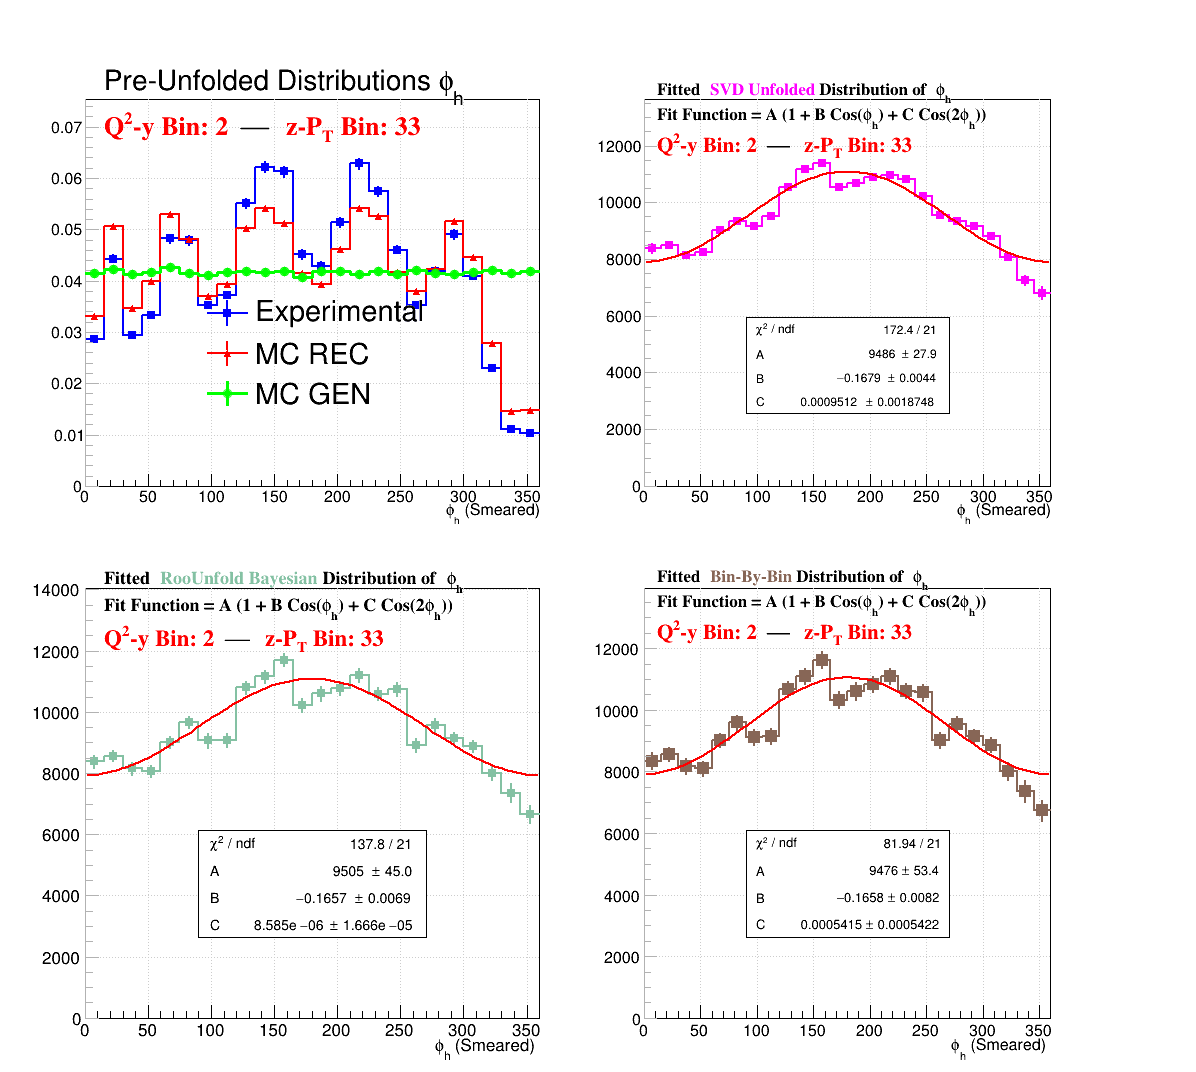 Pre-Unfolded Distributions ϕh
Q²-y Bin: 2 — z-PT Bin: 33
0.07
0.06
0.05
0.04
0.03
0.02
0.01
0
Experimental
MC REC
MC GEN
0 50 100 150 200 250 300 350
ϕh (Smeared)
Fitted SVD Unfolded Distribution of ϕh
Fit Function = A (1 + B Cos(ϕh) + C Cos(2ϕh))
Q²-y Bin: 2 — z-PT Bin: 33
12000
10000
8000
6000
4000
2000
0
χ² / ndf 172.4 / 21
A 9486 ± 27.9
B −0.1679 ± 0.0044
C 0.0009512 ± 0.0018748
0 50 100 150 200 250 300 350
ϕh (Smeared)
Fitted RooUnfold Bayesian Distribution of ϕh
Fit Function = A (1 + B Cos(ϕh) + C Cos(2ϕh))
Q²-y Bin: 2 — z-PT Bin: 33
14000
12000
10000
8000
6000
4000
2000
0
χ² / ndf 137.8 / 21
A 9505 ± 45.0
B −0.1657 ± 0.0069
C 8.585e −06 ± 1.666e −05
0 50 100 150 200 250 300 350
ϕh (Smeared)
Fitted Bin-By-Bin Distribution of ϕh
Fit Function = A (1 + B Cos(ϕh) + C Cos(2ϕh))
Q²-y Bin: 2 — z-PT Bin: 33
12000
10000
8000
6000
4000
2000
0
χ² / ndf 81.94 / 21
A 9476 ± 53.4
B −0.1658 ± 0.0082
C 0.0005415 ± 0.0005422
0 50 100 150 200 250 300 350
ϕh (Smeared)